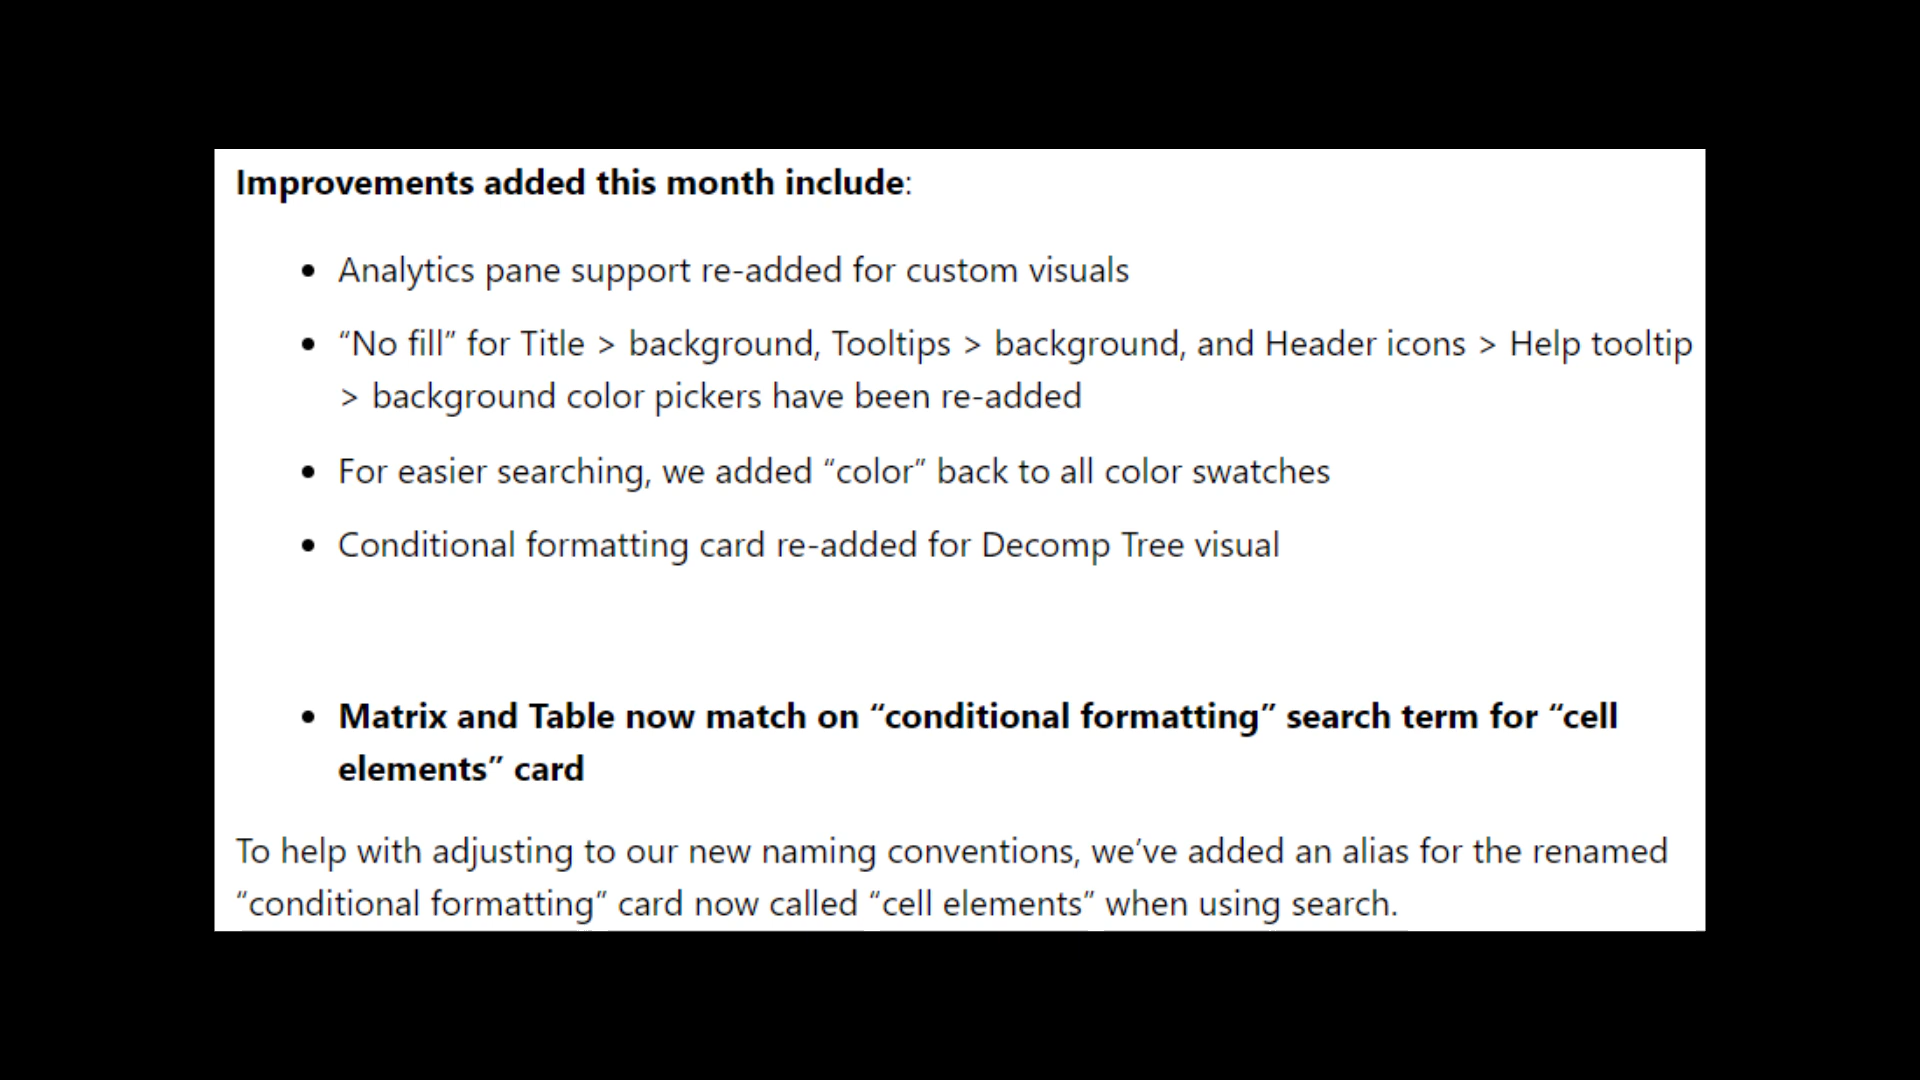 Improvements added this month include:
• Analytics pane support re-added for custom visuals
• “No fill” for Title > background, Tooltips > background, and Header icons > Help tooltip
> background color pickers have been re-added
• For easier searching, we added “color” back to all color swatches
• Conditional formatting card re-added for Decomp Tree visual
• Matrix and Table now match on “conditional formatting” search term for “cell
elements” card
To help with adjusting to our new naming conventions, we’ve added an alias for the renamed
“conditional formatting” card now called “cell elements” when using search.